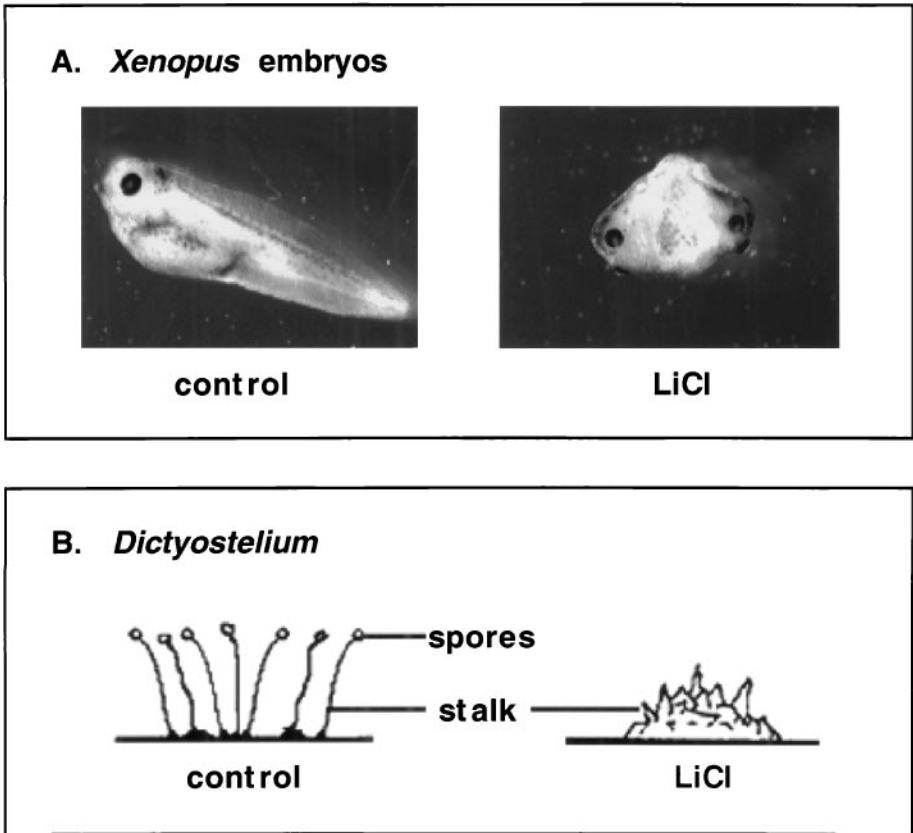 A. Xenopus embryos
control
LiCl
B. Dictyostelium
spores
stalk
control
LiCl